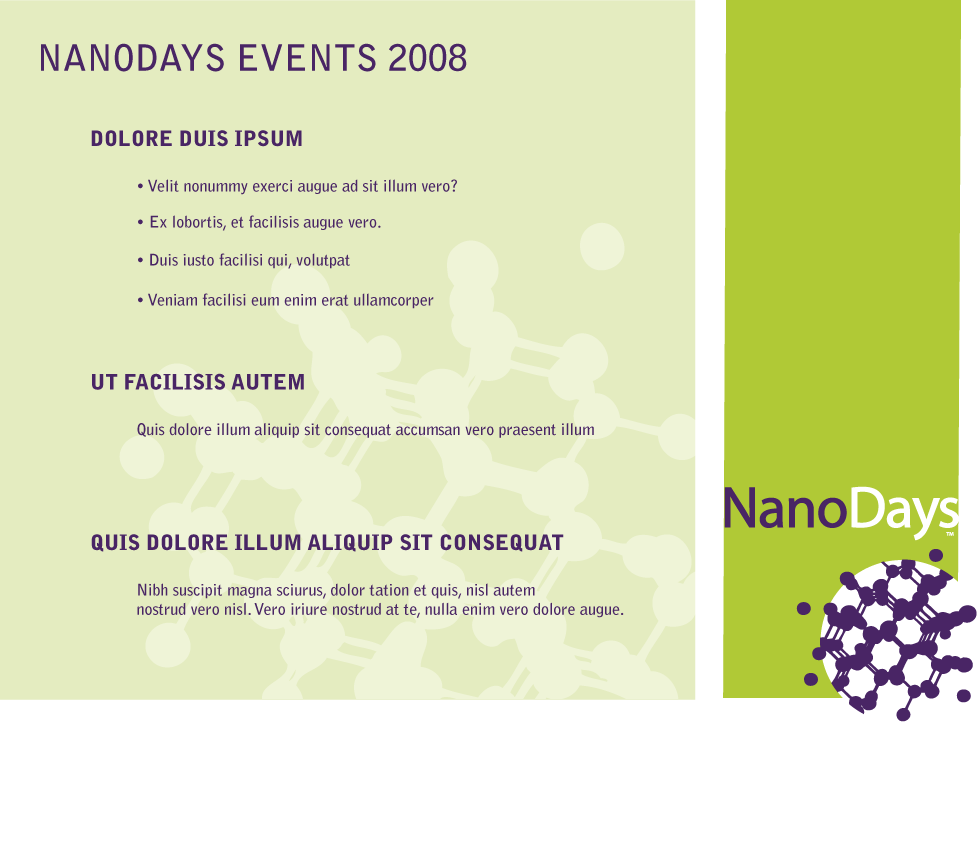 NANODAYS EVENTS 2008
DOLORE DUIS IPSUM
• Velit nonummy exerci augue ad sit illum vero?
• Ex lobortis, et facilisis augue vero.
• Duis iusto facilisi qui, volutpat
• Veniam facilisi eum enim erat ullamcorper
UT FACILISIS AUTEM
Quis dolore illum aliquip sit consequat accumsan vero praesent illum
QUIS DOLORE ILLUM ALIQUIP SIT CONSEQUAT
Nibh suscipit magna sciurus, dolor tation et quis, nisl autem
nostrud vero nisl. Vero iriure nostrud at te, nulla enim vero dolore augue.
NanoDays™